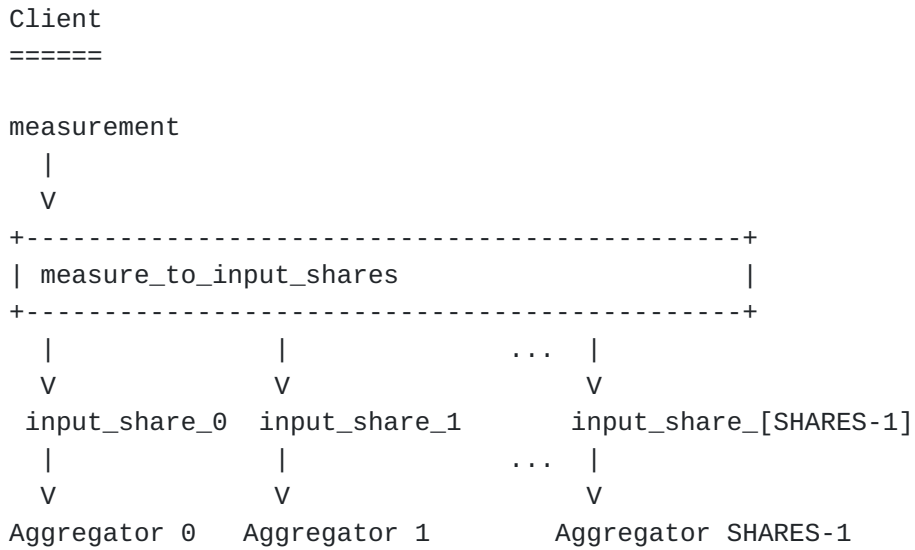 Client
======
measurement
|
V
+---------------------------------------------+
| measure_to_input_shares                     |
+---------------------------------------------+
|              |              ...  |
V              V                   V
input_share_0  input_share_1       input_share_[SHARES-1]
|              |              ...  |
V              V                   V
Aggregator 0   Aggregator 1        Aggregator SHARES-1